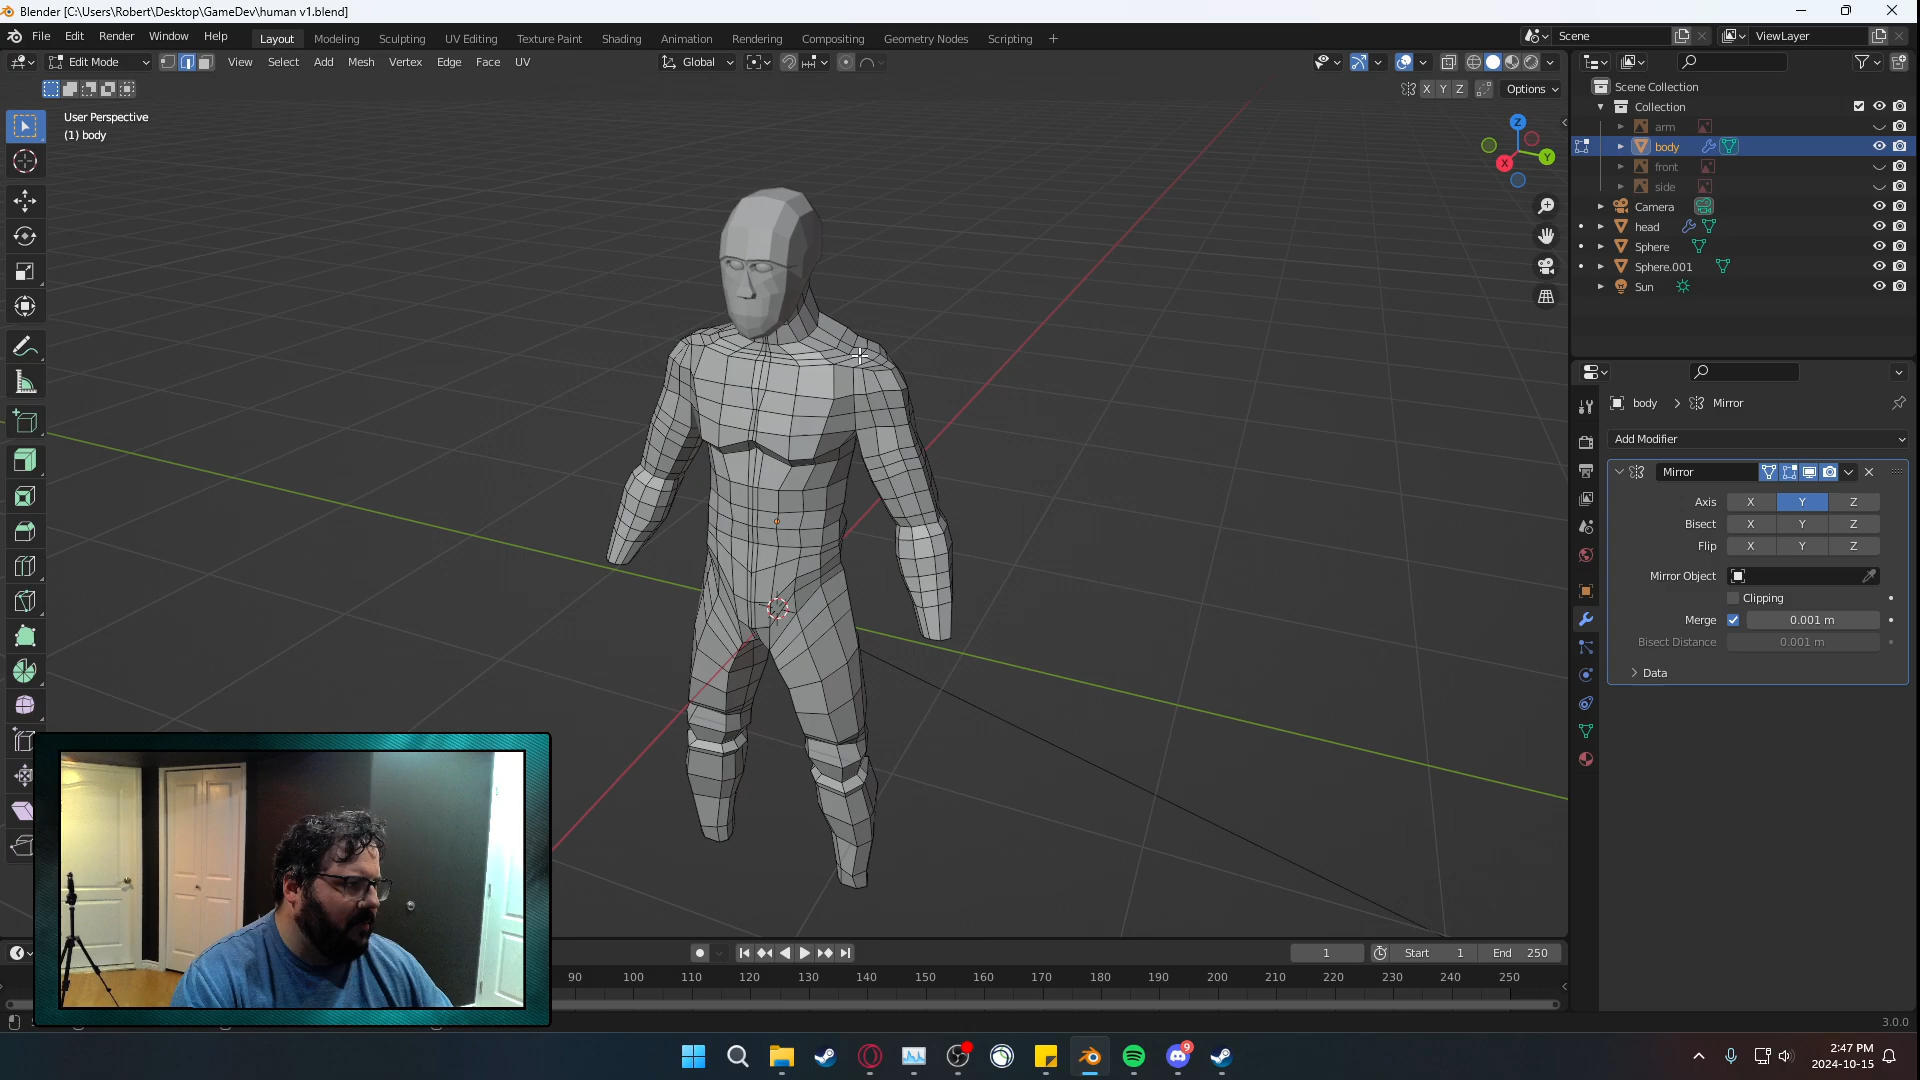 Blender [C:\Users\Robert\Desktop\GameDev\human v1.blend]
File Edit Render Window Help Layout Modeling Sculpting UV Editing Texture Paint Shading Animation Rendering Compositing Geometry Nodes Scripting + Scene ViewLayer
Edit Mode View Select Add Mesh Vertex Edge Face UV Global
X Y Z Options
User Perspective
(1) body
Z
Y
X
Scene Collection
Collection
arm
body
front
side
Camera
head
Sphere
Sphere.001
Sun
body > Mirror
Add Modifier
Mirror
Axis X Y Z
Bisect X Y Z
Flip X Y Z
Mirror Object
Clipping
Merge 0.001 m
Bisect Distance 0.001 m
Data
1 Start 1 End 250
90 100 110 120 130 140 150 160 170 180 190 200 210 220 230 240 250
3.0.0
9
2:47 PM
2024-10-15